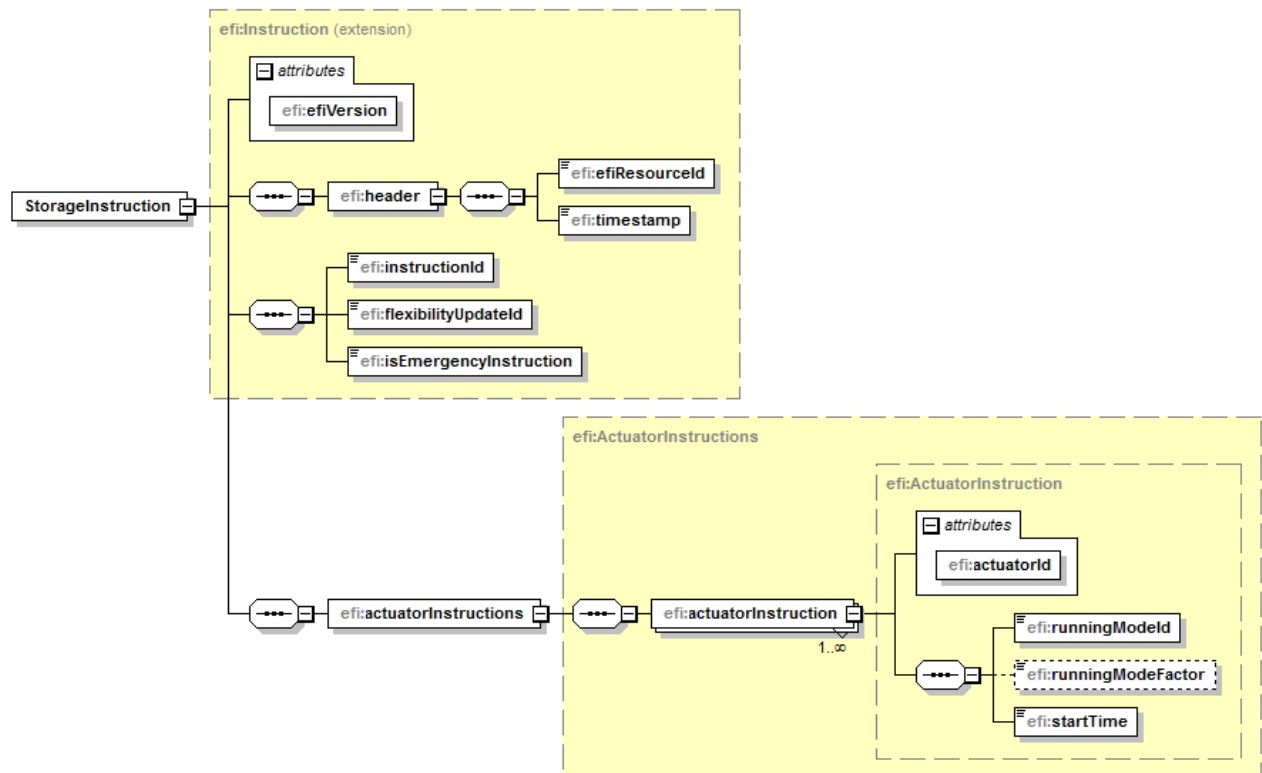 efi:Instruction (extension)
attributes
efi:efiVersion
efi:efiResourceId
efi:header
StorageInstruction
efi:timestamp
efi:instructionId
efi:flexibilityUpdateId
efi:isEmergencyInstruction
efi:ActuatorInstructions
efi:ActuatorInstruction
attributes
efi:actuatorId
efi:actuatorInstructions
efi:actuatorInstruction
1..∞
efi:runningModeId
efi:runningModeFactor
efi:startTime